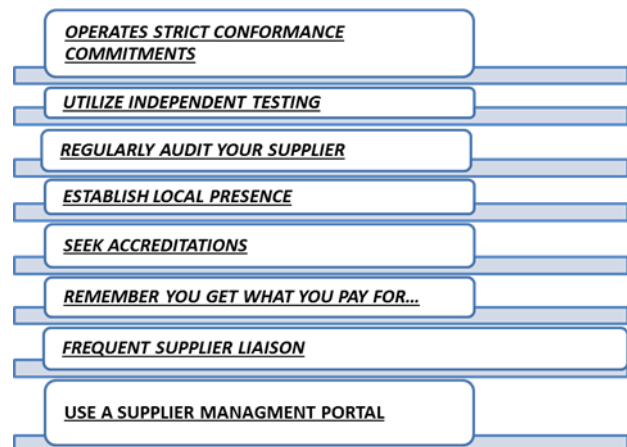 OPERATES STRICT CONFORMANCE
COMMITMENTS
UTILIZE INDEPENDENT TESTING
REGULARLY AUDIT YOUR SUPPLIER
ESTABLISH LOCAL PRESENCE
SEEK ACCREDITATIONS
REMEMBER YOU GET WHAT YOU PAY FOR…
FREQUENT SUPPLIER LIAISON
USE A SUPPLIER MANAGMENT PORTAL